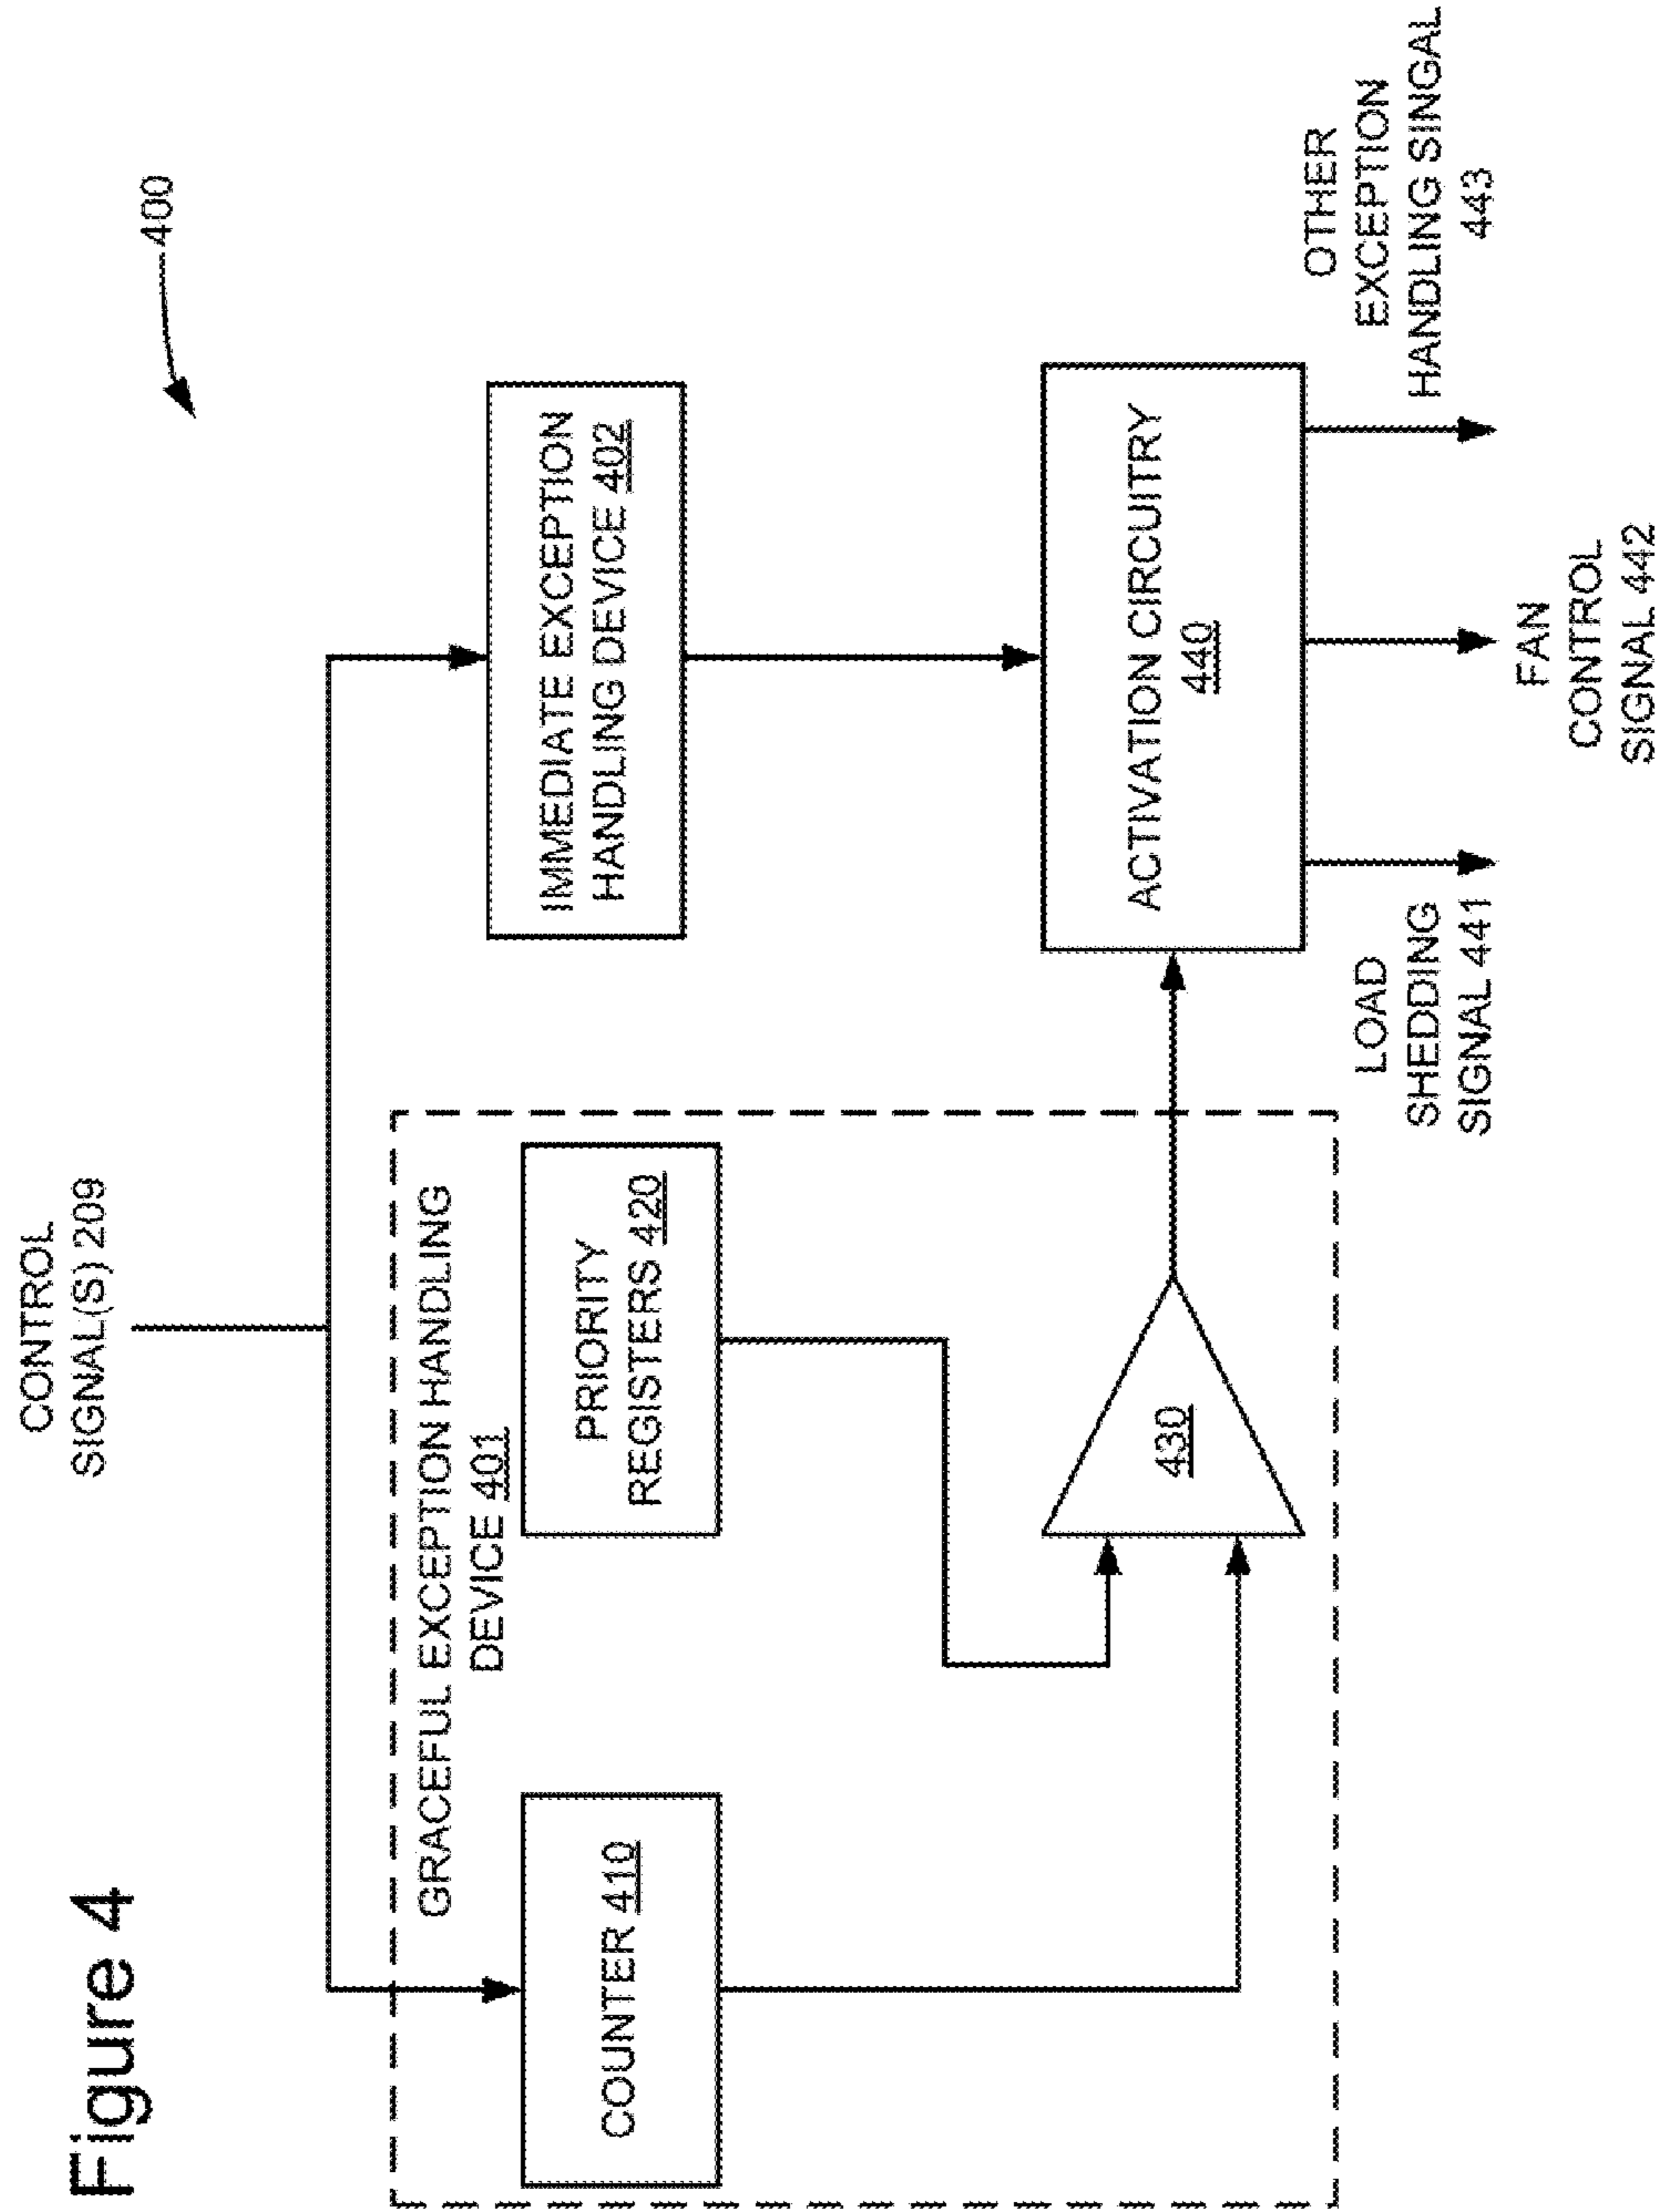 Figure 4
CONTROL
SIGNAL(S) 209
400
GRACEFUL EXCEPTION HANDLING
DEVICE 401
COUNTER 410
PRIORITY
REGISTERS 420
430
IMMEDIATE EXCEPTION
HANDLING DEVICE 402
ACTIVATION CIRCUITRY
440
LOAD
SHEDDING
SIGNAL 441
FAN
CONTROL
SIGNAL 442
OTHER
EXCEPTION
HANDLING SINGAL
443